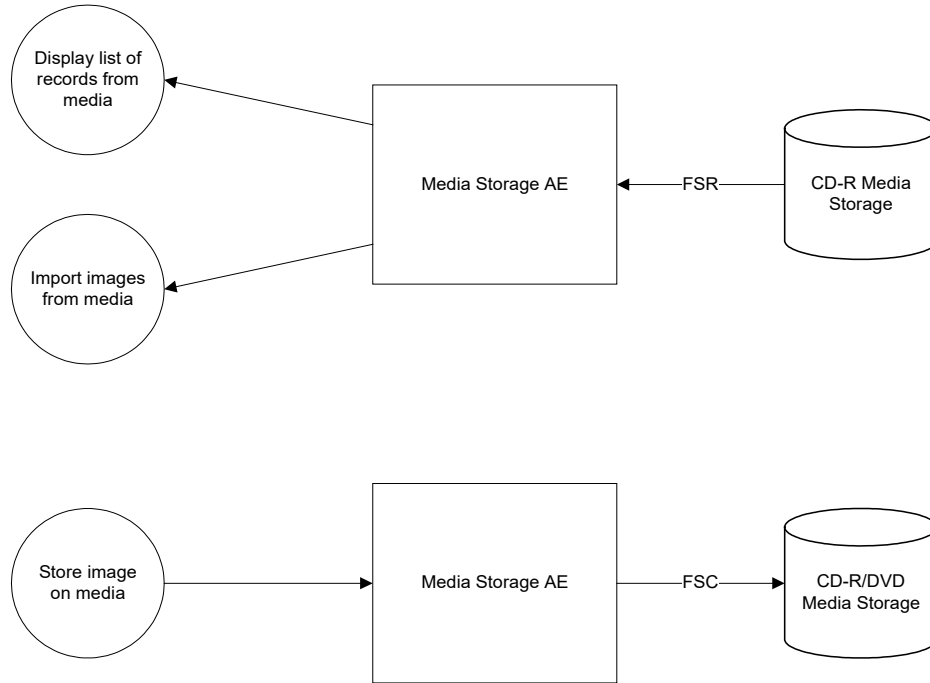 Display list of
records from
media
Media Storage AE
FSR
CD-R Media
Storage
Import images
from media
Store image
on media
Media Storage AE
FSC
CD-R/DVD
Media Storage